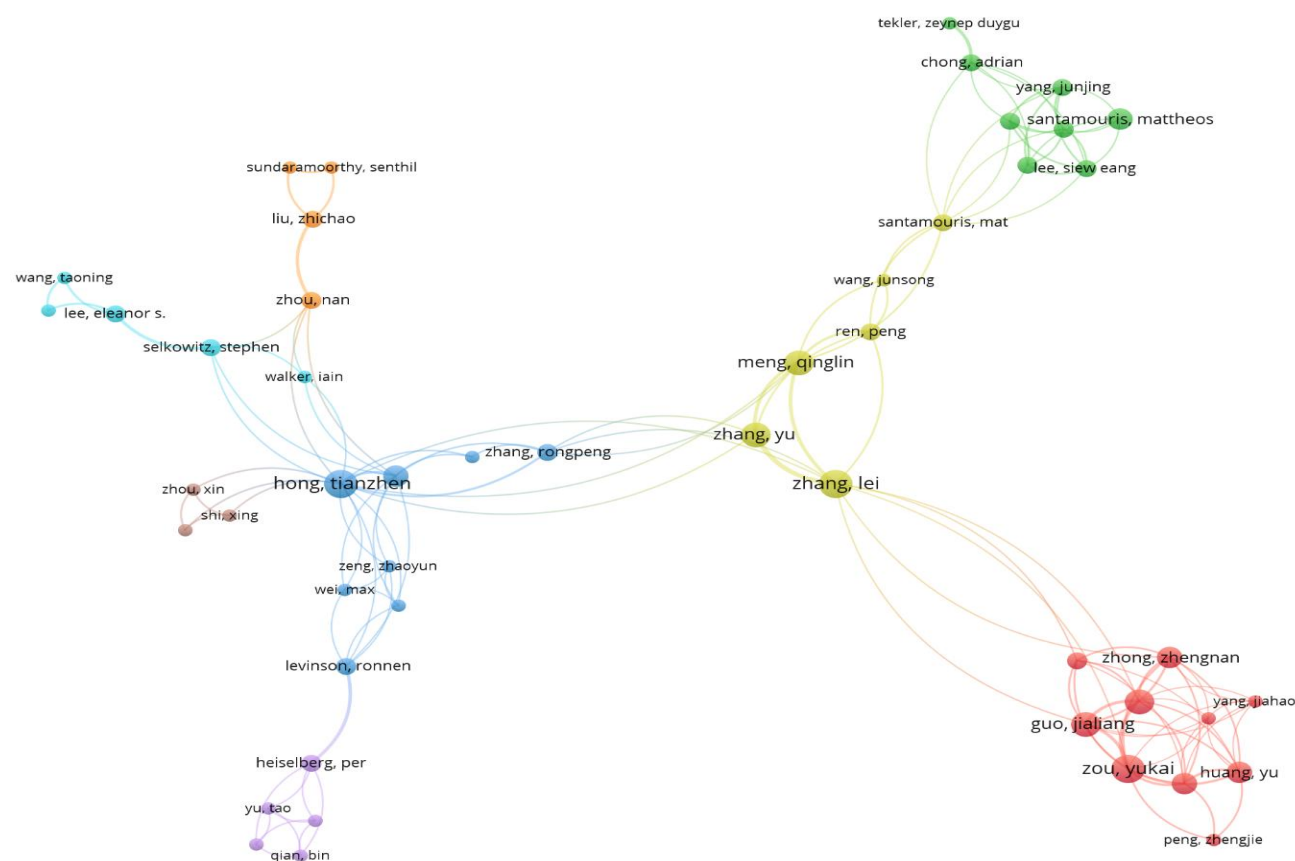 tekler, zeynep duygu
chong, adrian
yang, junjing
santamouris, mattheos
lee, siew eang
sundaramoorthy, senthil
liu, zhichao
santamouris, mat
wang, taoning
wang, junsong
zhou, nan
lee, eleanor s.
ren, peng
selkowitz, stephen
meng, qinglin
walker, iain
zhang, yu
zhang, rongpeng
hong, tianzhen
zhang, lei
zhou, xin
shi, xing
zeng, zhaoyun
wei, max
levinson, ronnen
zhong, zhengnan
yang, jiahao
guo, jialiang
heiselberg, per
zou, yukai
huang, yu
yu, tao
peng, zhengjie
qian, bin